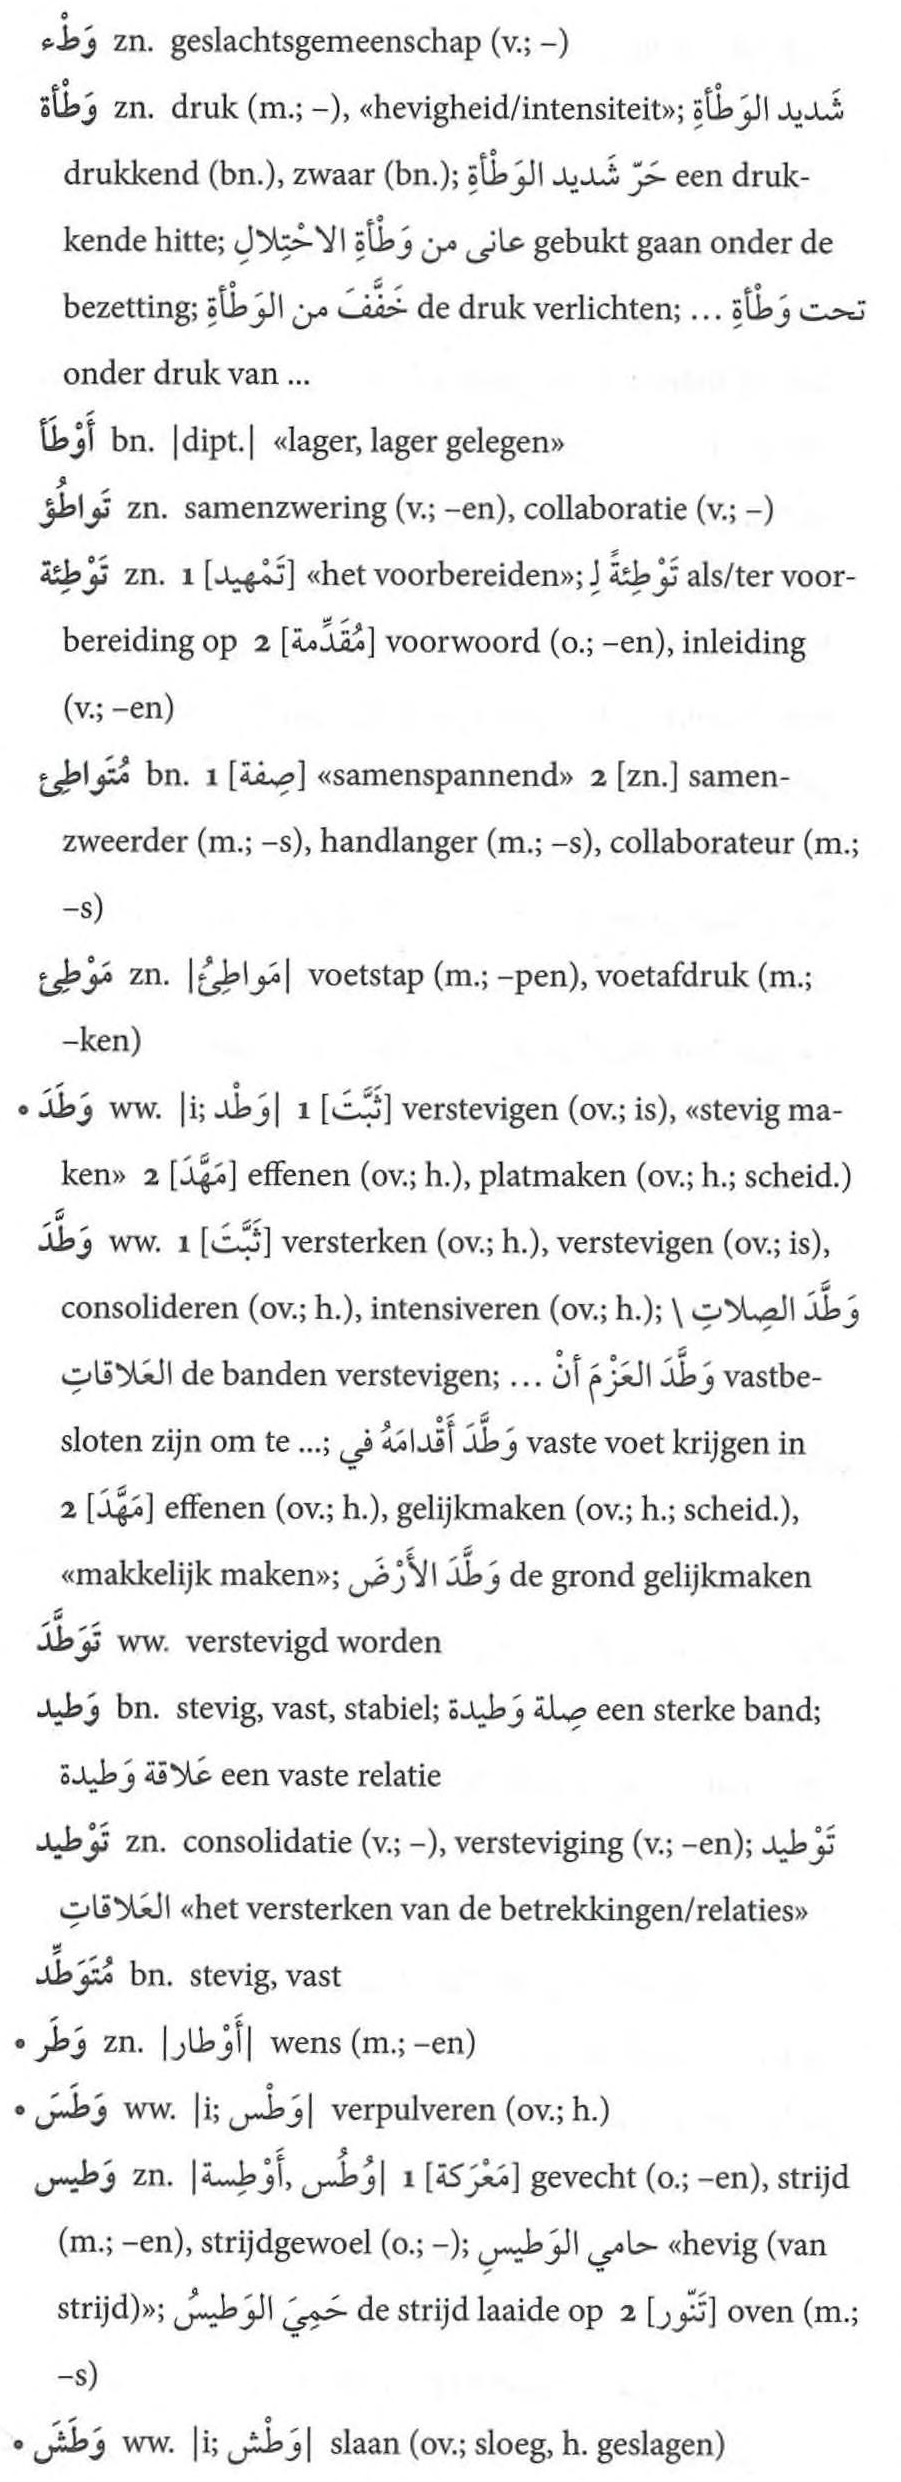 وَطْء zn. geslachtsgemeenschap (v.; –)
وَطْأة zn. druk (m.; –), «hevigheid/intensiteit»; شَديد الوَطْأةِ
drukkend (bn.), zwaar (bn.); حَرّ شَديد الوَطْأةِ een druk-
kende hitte; عانى من وَطْأةِ الاحْتِلالِ gebukt gaan onder de
bezetting; خَفَّفَ من الوَطْأةِ de druk verlichten; ... تحت وَطْأةِ
onder druk van ...
أَوْطَأ bn. |dipt.| «lager, lager gelegen»
تَواطُؤ zn. samenzwering (v.; –en), collaboratie (v.; –)
تَوْطِئة zn. 1 [تَمْهيد] «het voorbereiden»; تَوْطِئةً لِ als/ter voor-
bereiding op 2 [مُقَدِّمة] voorwoord (o.; –en), inleiding
(v.; –en)
مُتَواطِئ bn. 1 [صِفة] «samenspannend» 2 [zn.] samen-
zweerder (m.; –s), handlanger (m.; –s), collaborateur (m.;
–s)
مَوْطِئ zn. |مَواطِئُ| voetstap (m.; –pen), voetafdruk (m.;
–ken)
• وَطَدَ ww. |i; وَطْد| 1 [ثَبَّتَ] verstevigen (ov.; is), «stevig ma-
ken» 2 [مَهَّدَ] effenen (ov.; h.), platmaken (ov.; h.; scheid.)
وَطَّدَ ww. 1 [ثَبَّتَ] versterken (ov.; h.), verstevigen (ov.; is),
consolideren (ov.; h.), intensiveren (ov.; h.); \ وَطَّدَ الصِلاتِ
العَلاقاتِ de banden verstevigen; ... وَطَّدَ العَزْمَ أنْ vastbe-
sloten zijn om te ...; وَطَّدَ أَقْدامَهُ في vaste voet krijgen in
2 [مَهَّدَ] effenen (ov.; h.), gelijkmaken (ov.; h.; scheid.),
«makkelijk maken»; وَطَّدَ الأَرْضَ de grond gelijkmaken
تَوَطَّدَ ww. verstevigd worden
وَطيد bn. stevig, vast, stabiel; صِلة وَطيدة een sterke band;
عَلاقة وَطيدة een vaste relatie
تَوْطيد zn. consolidatie (v.; –), versteviging (v.; –en); تَوْطيد
العَلاقاتِ «het versterken van de betrekkingen/relaties»
مُتَوَطِّد bn. stevig, vast
• وَطَر zn. |أَوْطار| wens (m.; –en)
• وَطَسَ ww. |i; وَطْس| verpulveren (ov.; h.)
وَطيس zn. |وُطُس, أَوْطِسة| 1 [مَعْرَكة] gevecht (o.; –en), strijd
(m.; –en), strijdgewoel (o.; –); حامي الوَطيسِ «hevig (van
strijd)»; حَمِيَ الوَطيسُ de strijd laaide op 2 [تَنّور] oven (m.;
–s)
• وَطَشَ ww. |i; وَطْش| slaan (ov.; sloeg, h. geslagen)